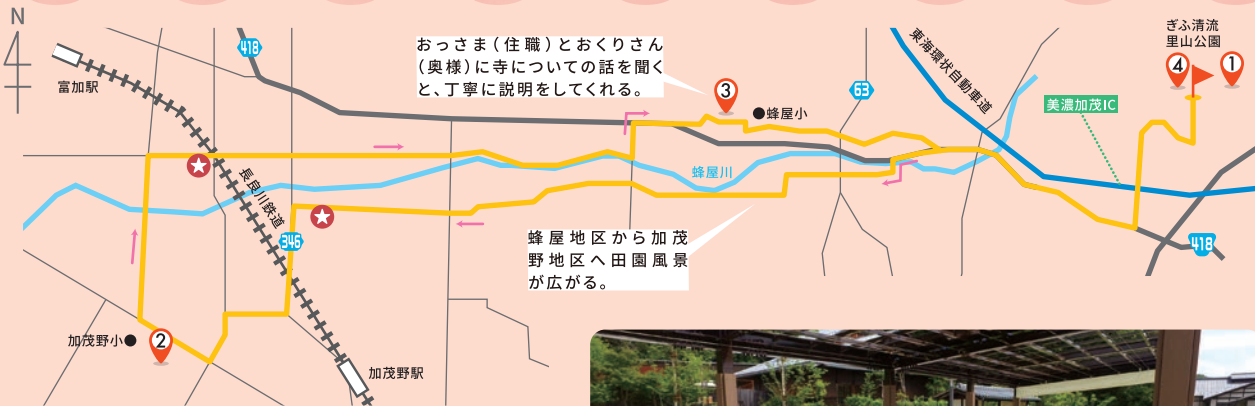 N
富加駅
418
おっさま(住職)とおくりさん
(奥様)に寺についての話を聞く
と、丁寧に説明をしてくれる。
3
蜂屋小
63
東海環状自動車道
ぎふ清流
里山公園
4
1
美濃加茂IC
蜂屋川
長良川鉄道
346
蜂屋地区から加茂
野地区へ田園風景
が広がる。
418
加茂野小
2
加茂野駅